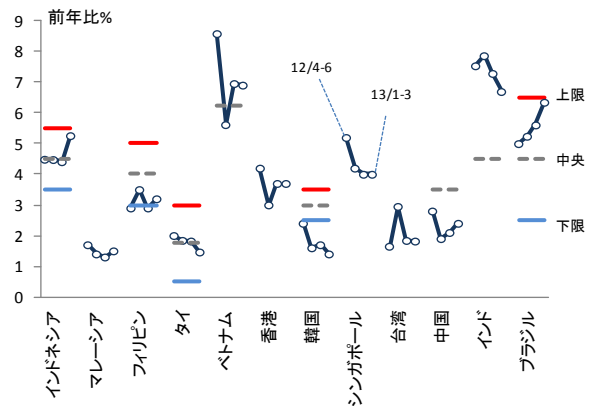 前年比%
9
8
7
6
5
4
3
2
1
0
12/4-6
13/1-3
上限
中央
下限
インドネシア
マレーシア
フィリピン
タイ
ベトナム
香港
韓国
シンガポール
台湾
中国
インド
ブラジル